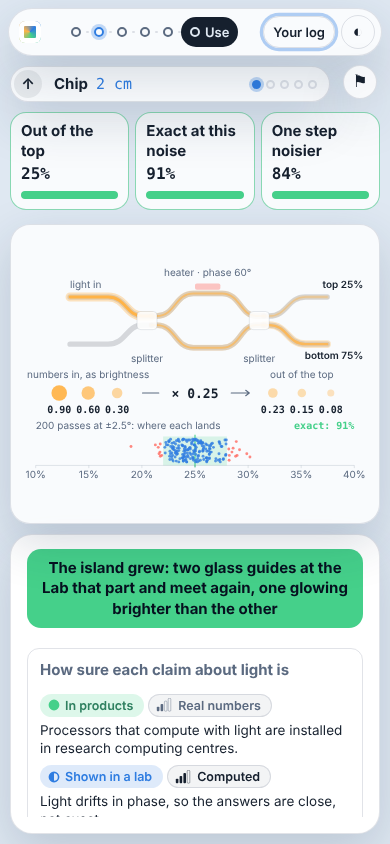 Use
Your log
Chip 2 cm
Out of the top
25%
Exact at this noise
91%
One step noisier
84%
heater · phase 60°
light in
top 25%
bottom 75%
splitter
splitter
numbers in, as brightness
out of the top
× 0.25
0.90 0.60 0.30
0.23 0.15 0.08
200 passes at ±2.5°: where each lands
exact: 91%
10% 15% 20% 25% 30% 35% 40%
The island grew: two glass guides at the
Lab that part and meet again, one glowing
brighter than the other
How sure each claim about light is
In products
Real numbers
Processors that compute with light are installed
in research computing centres.
Shown in a lab
Computed
Light drifts in phase, so the answers are close,